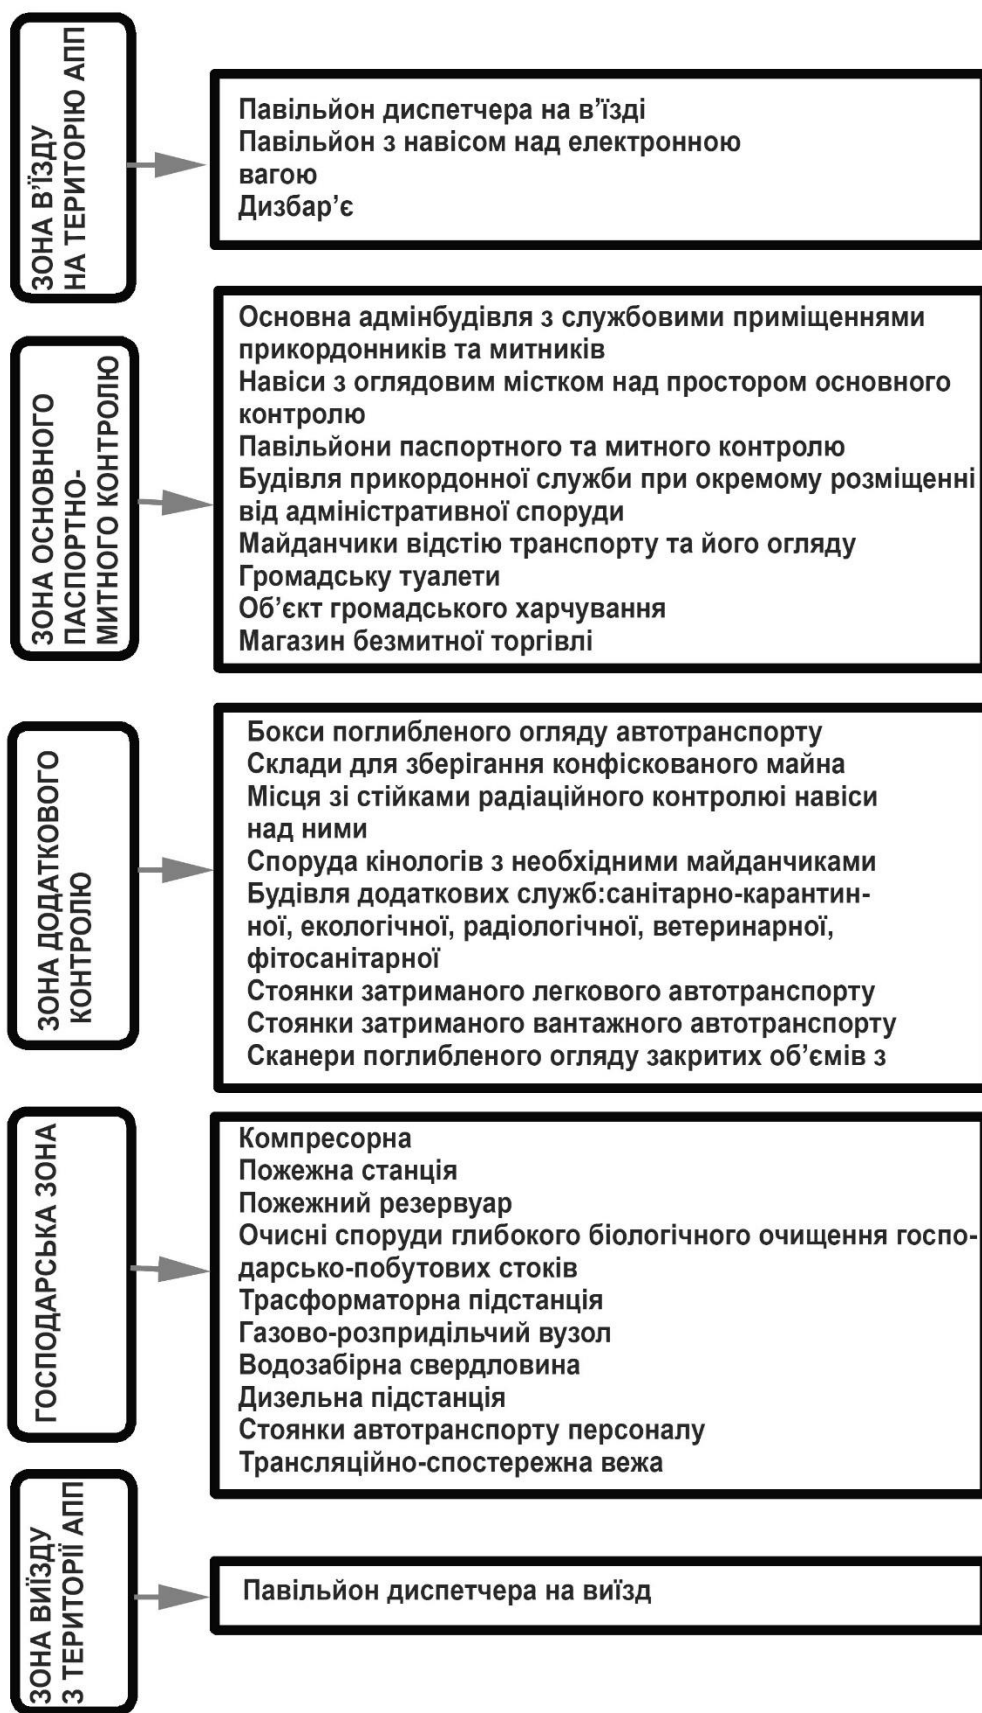 ЗОНА В’ЇЗДУ
НА ТЕРИТОРІЮ АПП
Павільйон диспетчера на в’їзді
Павільйон з навісом над електронною
вагою
Дизбар’є
ЗОНА ОСНОВНОГО
ПАСПОРТНО-
МИТНОГО КОНТРОЛЮ
Основна адмінбудівля з службовими приміщеннями
прикордонників та митників
Навіси з оглядовим містком над простором основного
контролю
Павільйони паспортного та митного контролю
Будівля прикордонної служби при окремому розміщенні
від адміністративної споруди
Майданчики відстію транспорту та його огляду
Громадську туалети
Об’єкт громадського харчування
Магазин безмитної торгівлі
ЗОНА ДОДАТКОВОГО
КОНТРОЛЮ
Бокси поглибленого огляду автотранспорту
Склади для зберігання конфіскованого майна
Місця зі стійками радіаційного контролюі навіси
над ними
Споруда кінологів з необхідними майданчиками
Будівля додаткових служб:санітарно-карантин-
ної, екологічної, радіологічної, ветеринарної,
фітосанітарної
Стоянки затриманого легкового автотранспорту
Стоянки затриманого вантажного автотранспорту
Сканери поглибленого огляду закритих об’ємів з
ГОСПОДАРСЬКА ЗОНА
Компресорна
Пожежна станція
Пожежний резервуар
Очисні споруди глибокого біологічного очищення госпо-
дарсько-побутових стоків
Трасформаторна підстанція
Газово-розпридільчий вузол
Водозабірна свердловина
Дизельна підстанція
Стоянки автотранспорту персоналу
Трансляційно-спостережна вежа
ЗОНА ВИЇЗДУ
З ТЕРИТОРІЇ АПП
Павільйон диспетчера на виїзд